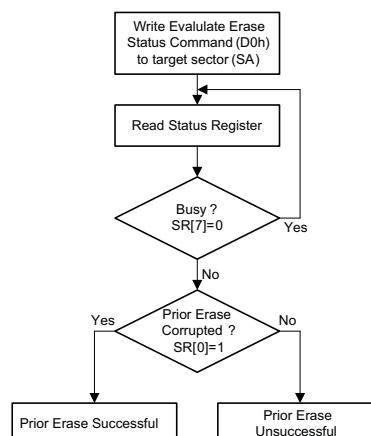 Write Evalulate Erase
Status Command (D0h)
to target sector (SA)
Read Status Register
Busy ?
SR[7]=0
Yes
No
Yes
Prior Erase
Corrupted ?
SR[0]=1
No
Prior Erase Successful
Prior Erase
Unsuccessful